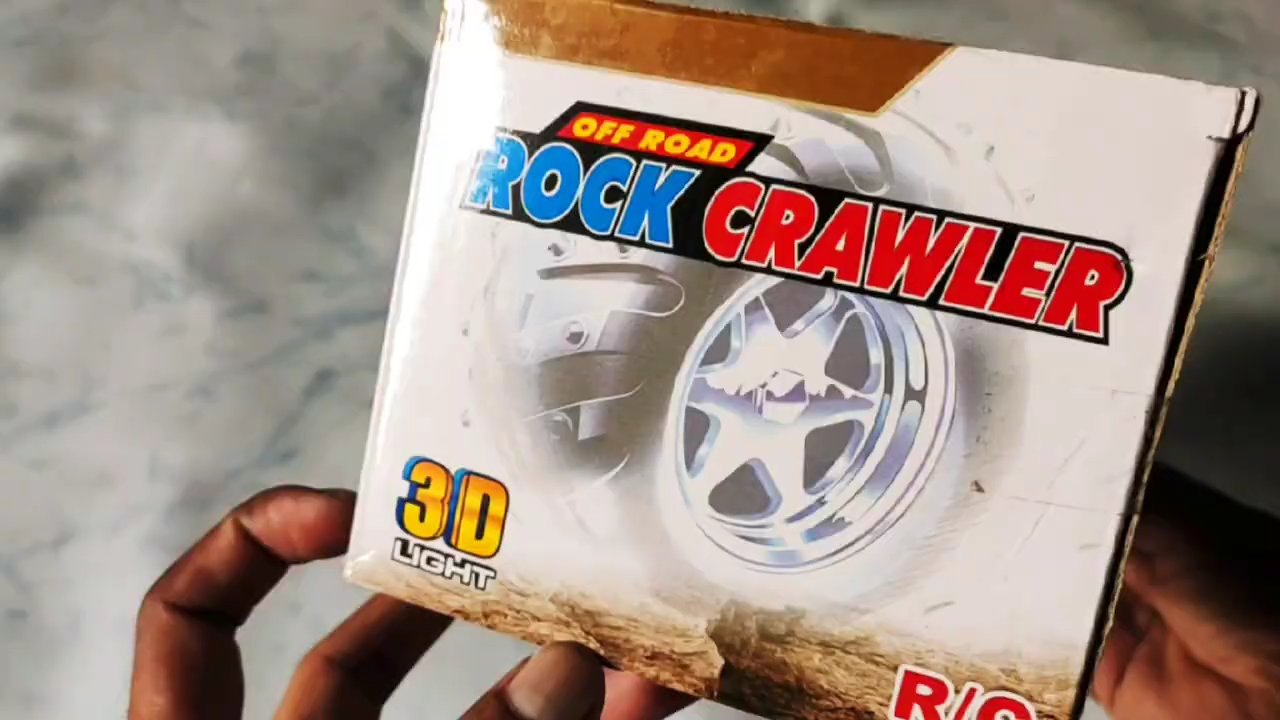 OFF ROAD
ROCK CRAWLER
3D
LIGHT
R/C